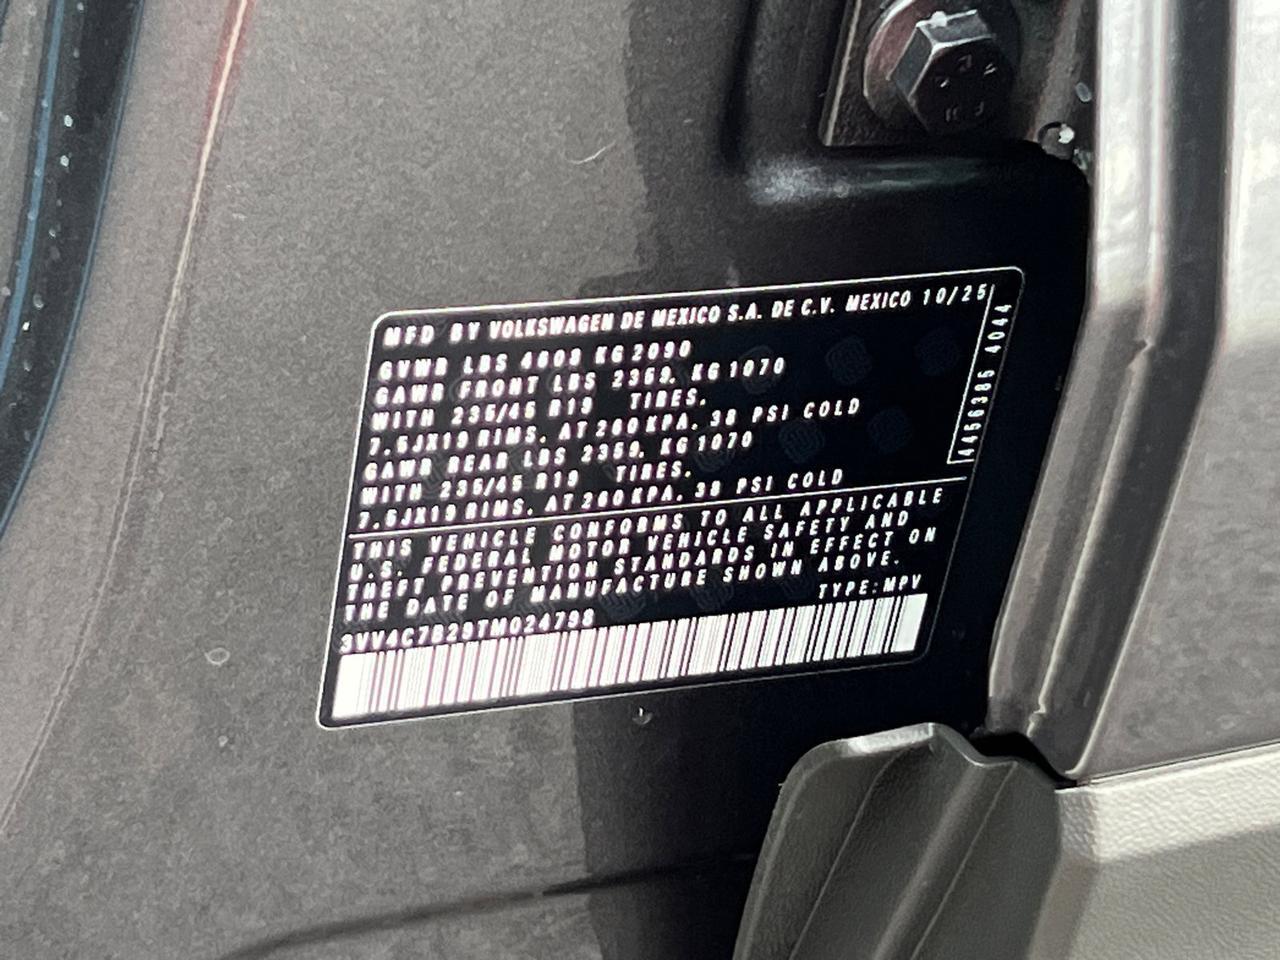 MFD BY VOLKSWAGEN DE MEXICO S.A. DE C.V. MEXICO 10/25
GVWR LBS 4608 KG 2090
GAWR FRONT LBS 2359, KG 1070
WITH 235/45 R19 TIRES,
7.5JX19 RIMS, AT 260 KPA, 38 PSI COLD
GAWR REAR LBS 2359, KG 1070
WITH 235/45 R19 TIRES,
7.5JX19 RIMS, AT 260 KPA, 38 PSI COLD
THIS VEHICLE CONFORMS TO ALL APPLICABLE
U.S. FEDERAL MOTOR VEHICLE SAFETY AND
THEFT PREVENTION STANDARDS IN EFFECT ON
THE DATE OF MANUFACTURE SHOWN ABOVE.
TYPE:MPV
3VV4C7B29TM024798
4456385 4044